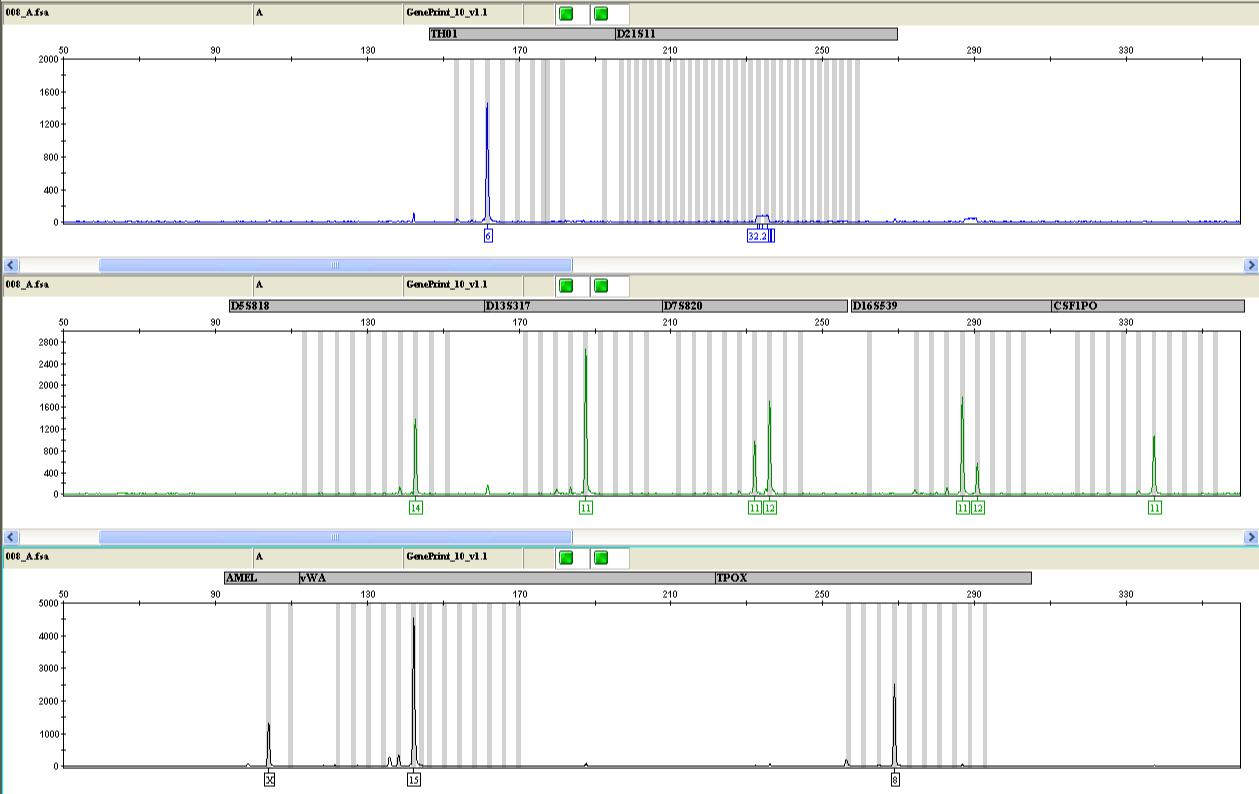 008_A.fsa A GenePrint_10_v1.1
TH01 D21S11
50 90 130 170 210 250 290 330
2000
1600
1200
800
400
0
6 32.2
008_A.fsa A GenePrint_10_v1.1
D5S818 D13S317 D7S820 D16S539 CSF1PO
50 90 130 170 210 250 290 330
2800
2400
2000
1600
1200
800
400
0
14 11 11 12 11 12 11
008_A.fsa A GenePrint_10_v1.1
AMEL vWA TPOX
50 90 130 170 210 250 290 330
5000
4000
3000
2000
1000
0
X 15 8